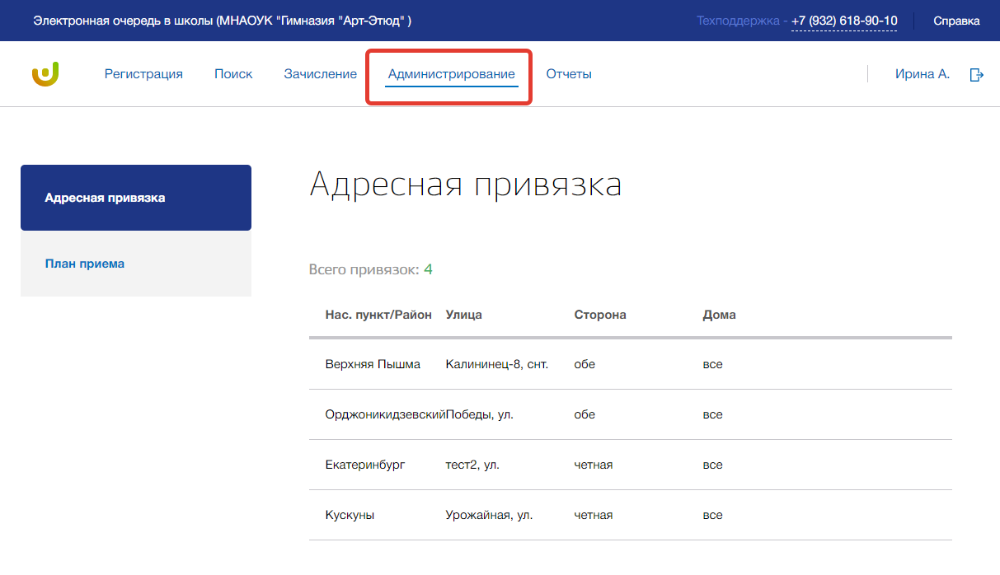 Электронная очередь в школы (МНАОУК "Гимназия "Арт-Этюд" )
Техподдержка - +7 (932) 618-90-10
Справка
Регистрация Поиск Зачисление Администрирование Отчеты
Ирина А.
Адресная привязка
План приема
Адресная привязка
Всего привязок: 4
Нас. пункт/Район Улица Сторона Дома
Верхняя Пышма Калининец-8, снт. обе все
Орджоникидзевский Победы, ул. обе все
Екатеринбург тест2, ул. четная все
Кускуны Урожайная, ул. четная все